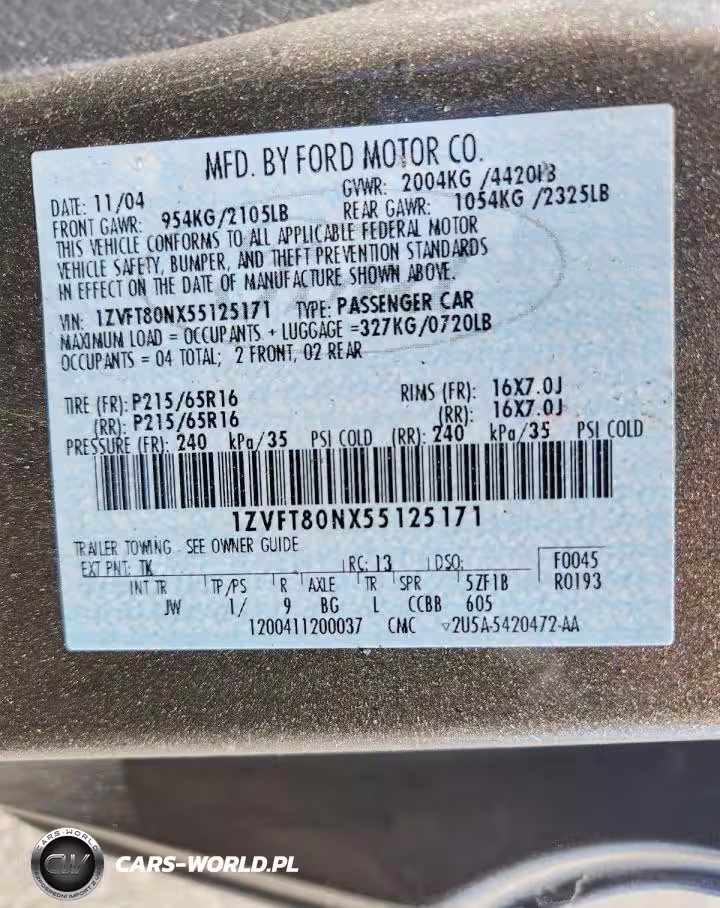 MFD. BY FORD MOTOR CO.
DATE: 11/04 GVWR: 2004KG /4420LB
FRONT GAWR: 954KG/2105LB REAR GAWR: 1054KG /2325LB
THIS VEHICLE CONFORMS TO ALL APPLICABLE FEDERAL MOTOR
VEHICLE SAFETY, BUMPER, AND THEFT PREVENTION STANDARDS
IN EFFECT ON THE DATE OF MANUFACTURE SHOWN ABOVE.
VIN: 1ZVFT80NX55125171 TYPE: PASSENGER CAR
MAXIMUM LOAD = OCCUPANTS + LUGGAGE =327KG/0720LB
OCCUPANTS = 04 TOTAL; 2 FRONT, 02 REAR
TIRE (FR): P215/65R16 RIMS (FR): 16X7.0J
(RR): P215/65R16 (RR): 16X7.0J
PRESSURE (FR): 240 kPa/35 PSI COLD (RR): 240 kPa/35 PSI COLD
1ZVFT80NX55125171
TRAILER TOWING - SEE OWNER GUIDE
EXT PNT: TK RC: 13 DSO: F0045
INT TR TP/PS R AXLE TR SPR 5ZF1B R0193
JW 1/ 9 BG L CCBB 605
1200411200037 CMC ▽2U5A-5420472-AA
CARS-WORLD
CW
CARS-WORLD.PL